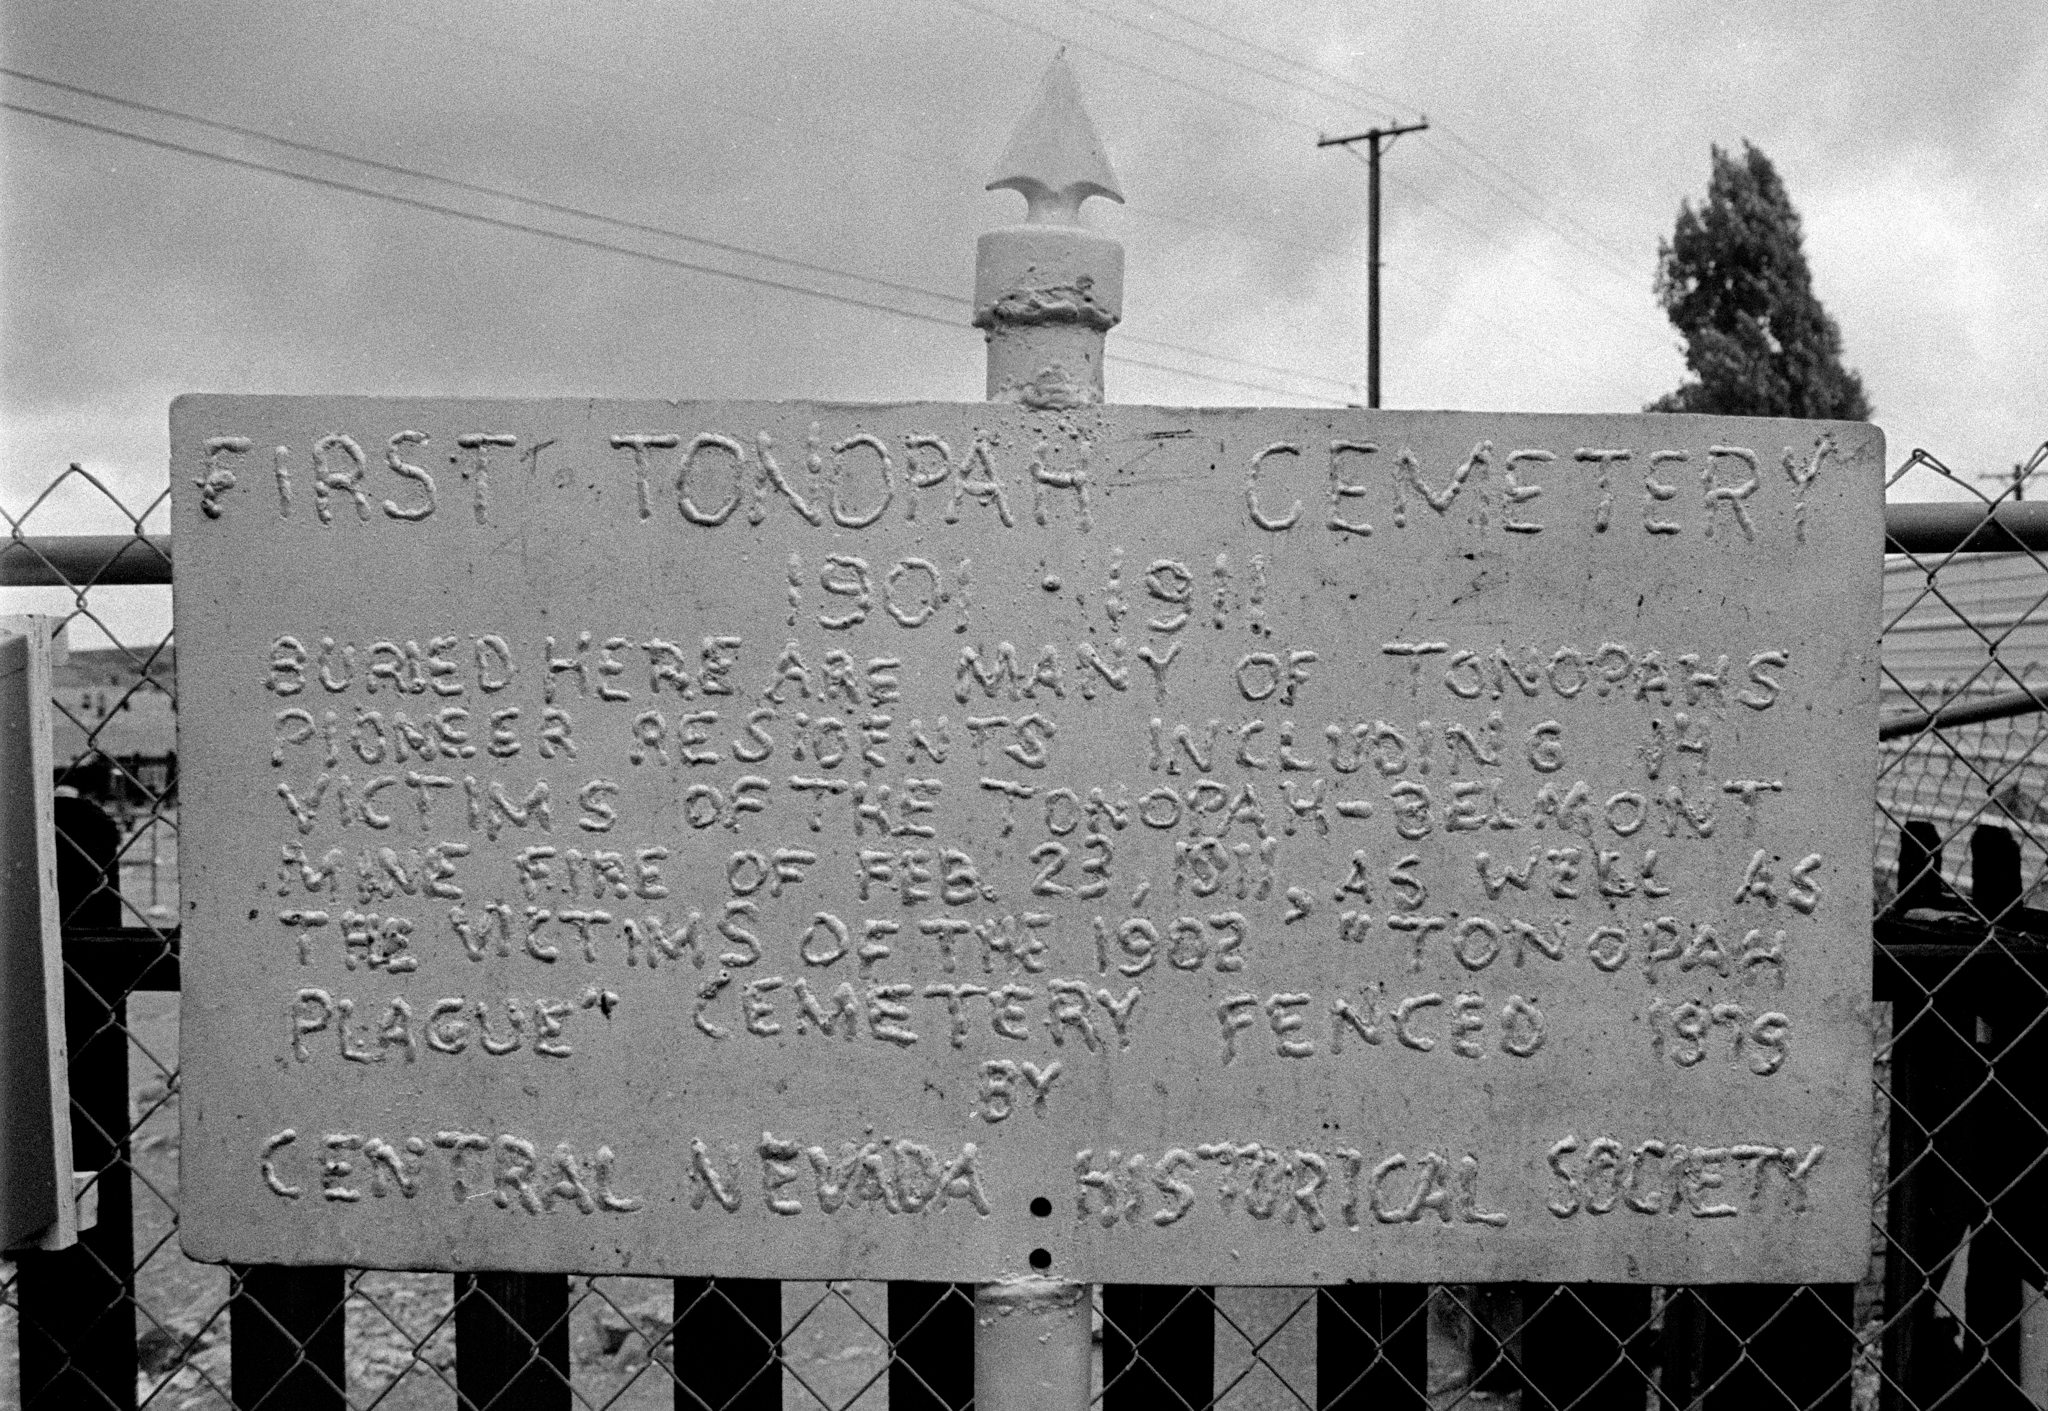 FIRST TONOPAH CEMETERY
1901 · 1911
BURIED HERE ARE MANY OF TONOPAHS
PIONEER RESIDENTS INCLUDING 14
VICTIMS OF THE TONOPAH-BELMONT
MINE FIRE OF FEB. 23, 1911, AS WELL AS
THE VICTIMS OF THE 1902 "TONOPAH
PLAGUE" CEMETERY FENCED 1979
BY
CENTRAL NEVADA HISTORICAL SOCIETY